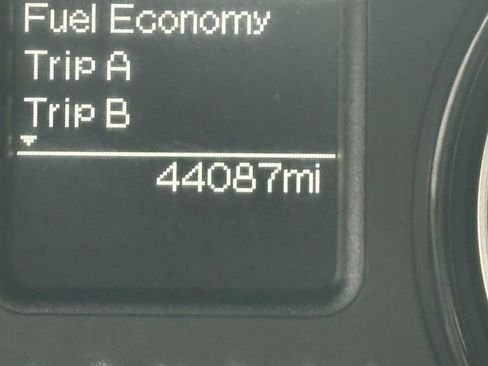 Fuel Economy
Trip A
Trip B
44087mi